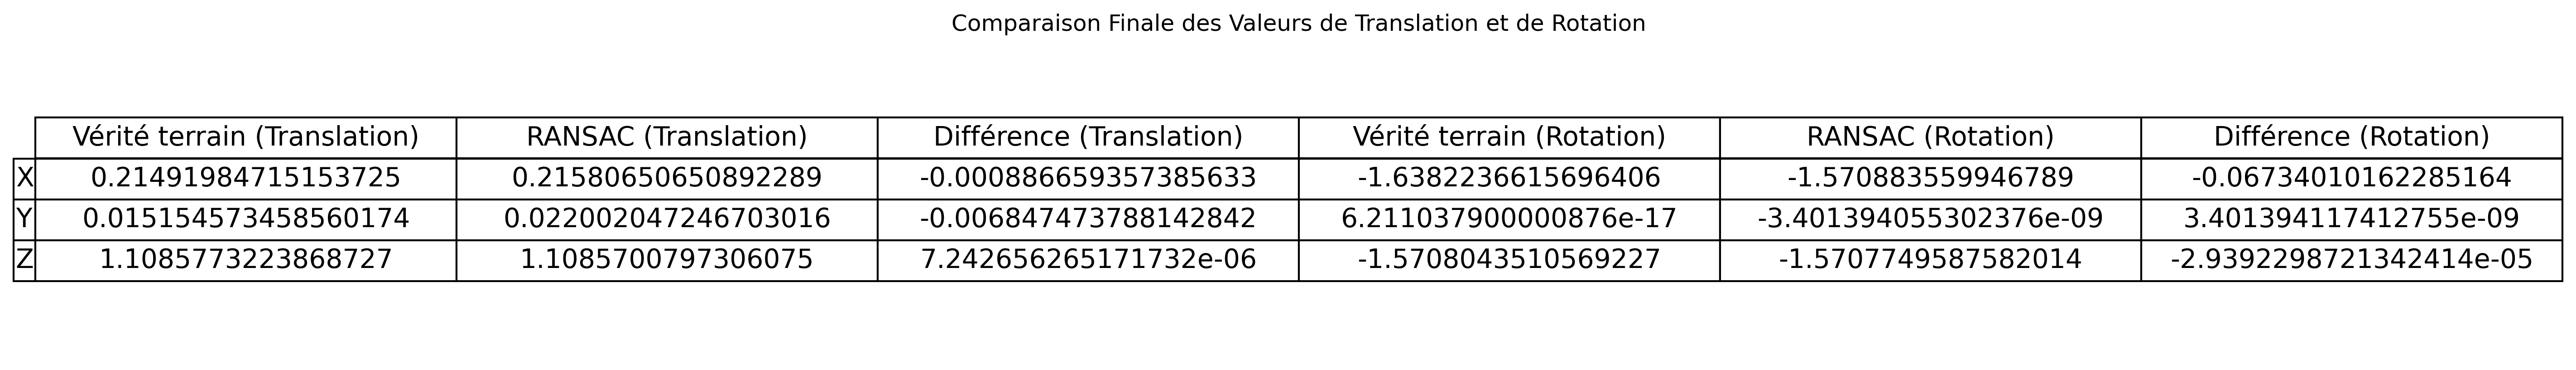 Comparaison Finale des Valeurs de Translation et de Rotation
Vérité terrain (Translation) RANSAC (Translation) Différence (Translation) Vérité terrain (Rotation) RANSAC (Rotation) Différence (Rotation)
X 0.21491984715153725 0.21580650650892289 -0.000886659357385633 -1.6382236615696406 -1.570883559946789 -0.06734010162285164
Y 0.015154573458560174 0.022002047246703016 -0.006847473788142842 6.211037900000876e-17 -3.401394055302376e-09 3.401394117412755e-09
Z 1.1085773223868727 1.1085700797306075 7.242656265171732e-06 -1.5708043510569227 -1.5707749587582014 -2.9392298721342414e-05